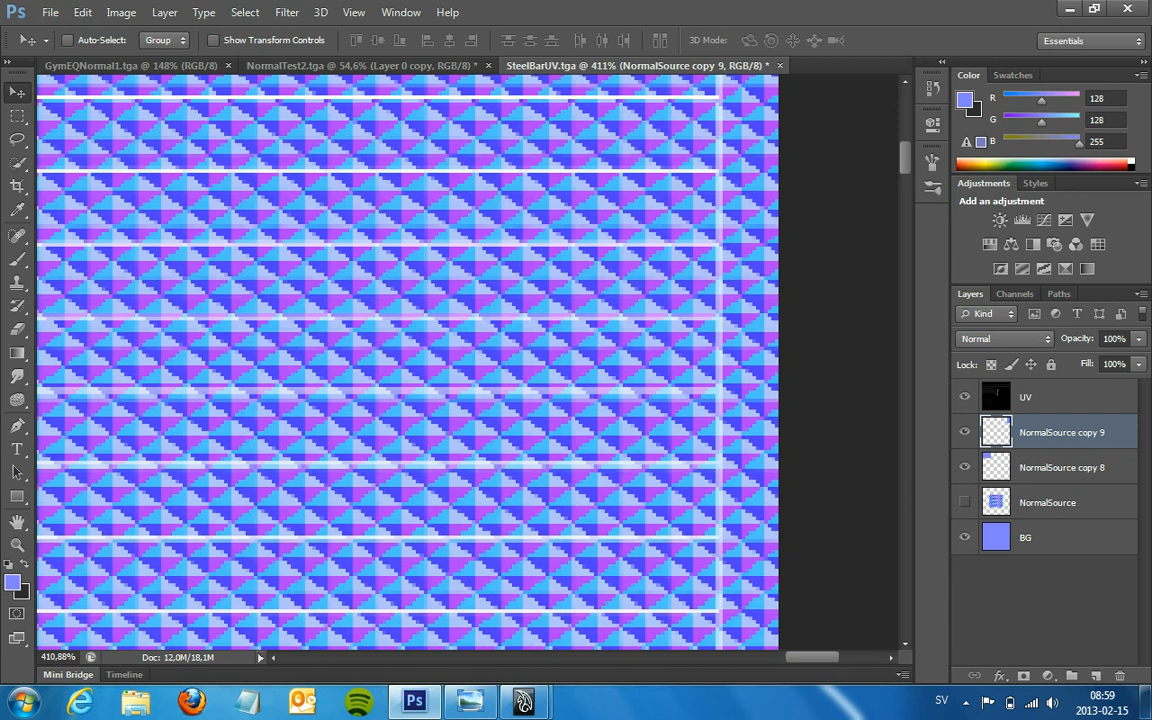 Ps File Edit Image Layer Type Select Filter 3D View Window Help
Auto-Select: Group Show Transform Controls 3D Mode: Essentials
GymEQNormal1.tga @ 148% (RGB/8) × NormalTest2.tga @ 54,6% (Layer 0 copy, RGB/8) * × SteelBarUV.tga @ 411% (NormalSource copy 9, RGB/8) * ×
Color Swatches
R 128
G 128
B 255
Adjustments Styles
Add an adjustment
Layers Channels Paths
Kind
Normal Opacity: 100%
Lock: Fill: 100%
UV
NormalSource copy 9
NormalSource copy 8
NormalSource
BG
410,88% Doc: 12,0M/18,1M
Mini Bridge Timeline
Ps SV 08:59
2013-02-15